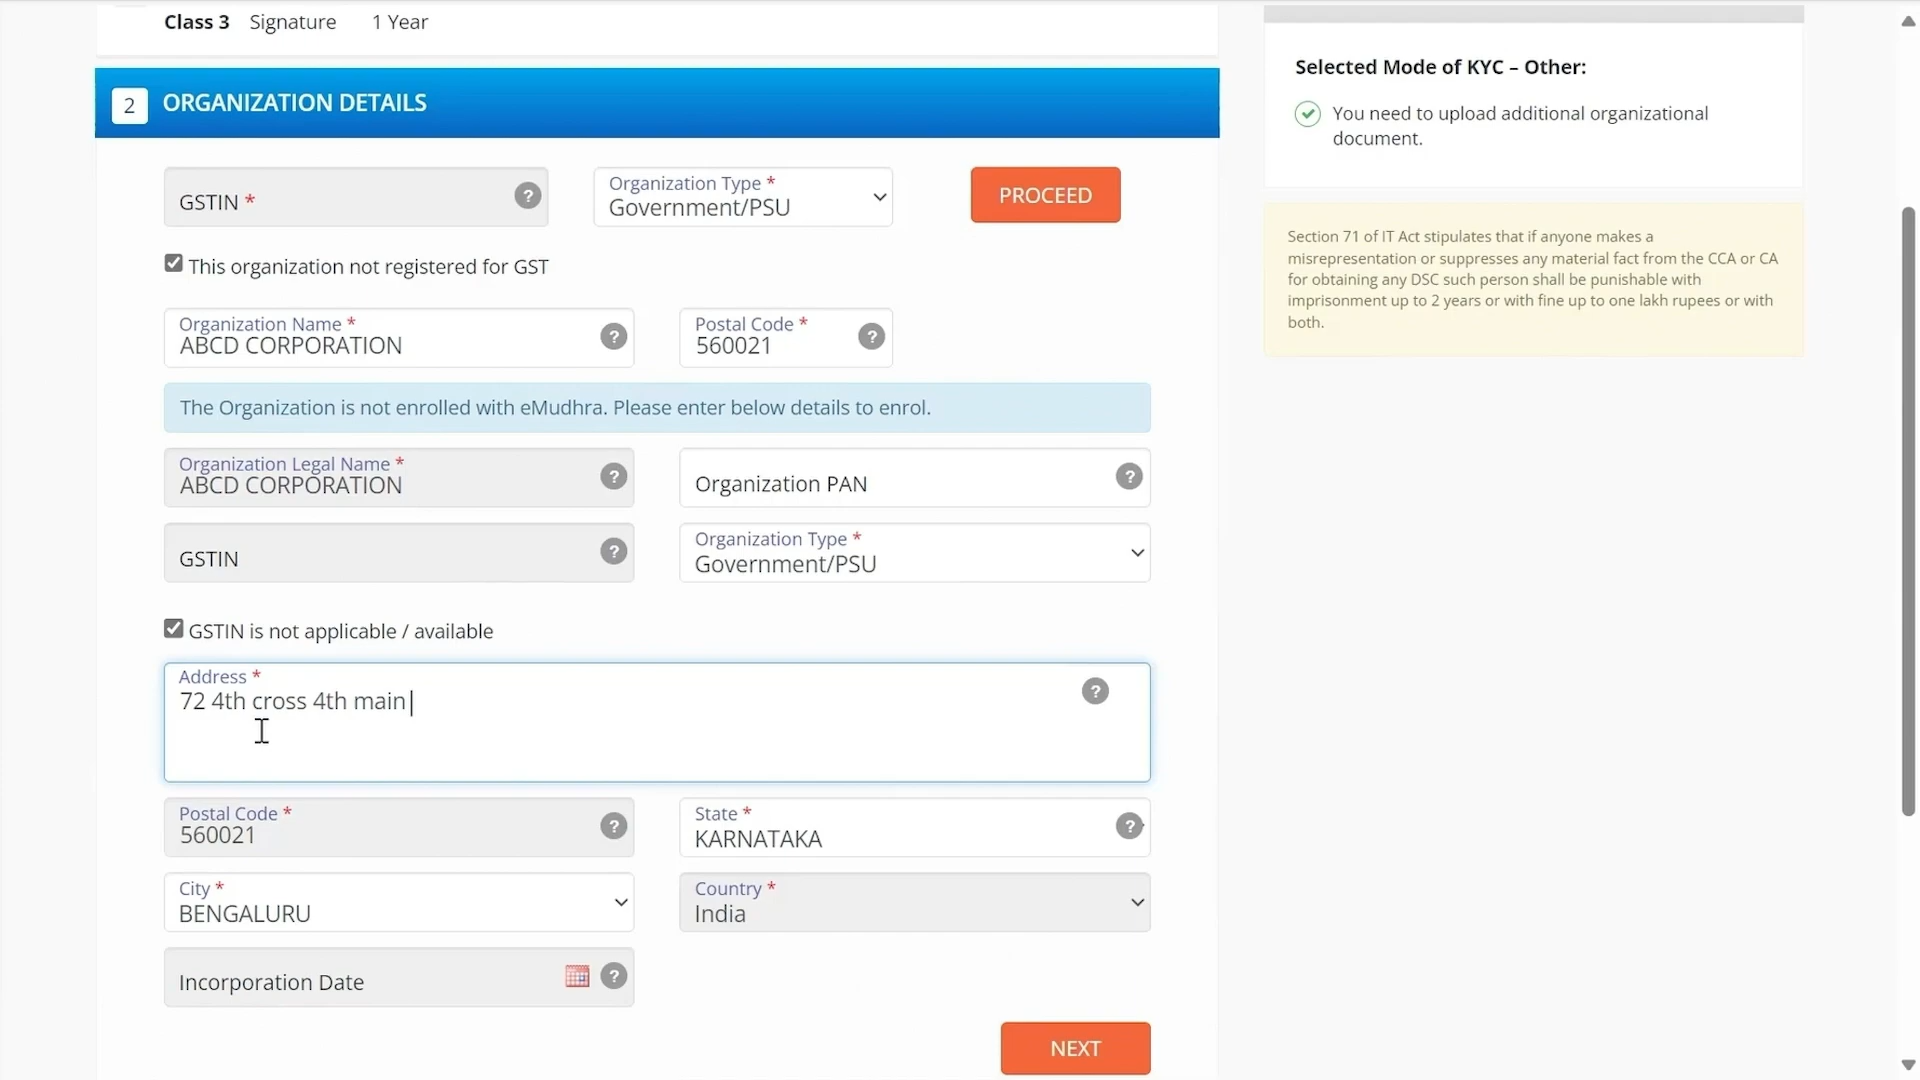 Class 3 Signature 1 Year
2 ORGANIZATION DETAILS
GSTIN *
?
Organization Type *
Government/PSU
PROCEED
This organization not registered for GST
Organization Name *
ABCD CORPORATION
?
Postal Code *
560021
?
The Organization is not enrolled with eMudhra. Please enter below details to enrol.
Organization Legal Name *
ABCD CORPORATION
?
Organization PAN
?
GSTIN
?
Organization Type *
Government/PSU
GSTIN is not applicable / available
Address *
72 4th cross 4th main
?
Postal Code *
560021
?
State *
KARNATAKA
?
City *
BENGALURU
Country *
India
Incorporation Date
?
NEXT
Selected Mode of KYC – Other:
You need to upload additional organizational
document.
Section 71 of IT Act stipulates that if anyone makes a
misrepresentation or suppresses any material fact from the CCA or CA
for obtaining any DSC such person shall be punishable with
imprisonment up to 2 years or with fine up to one lakh rupees or with
both.